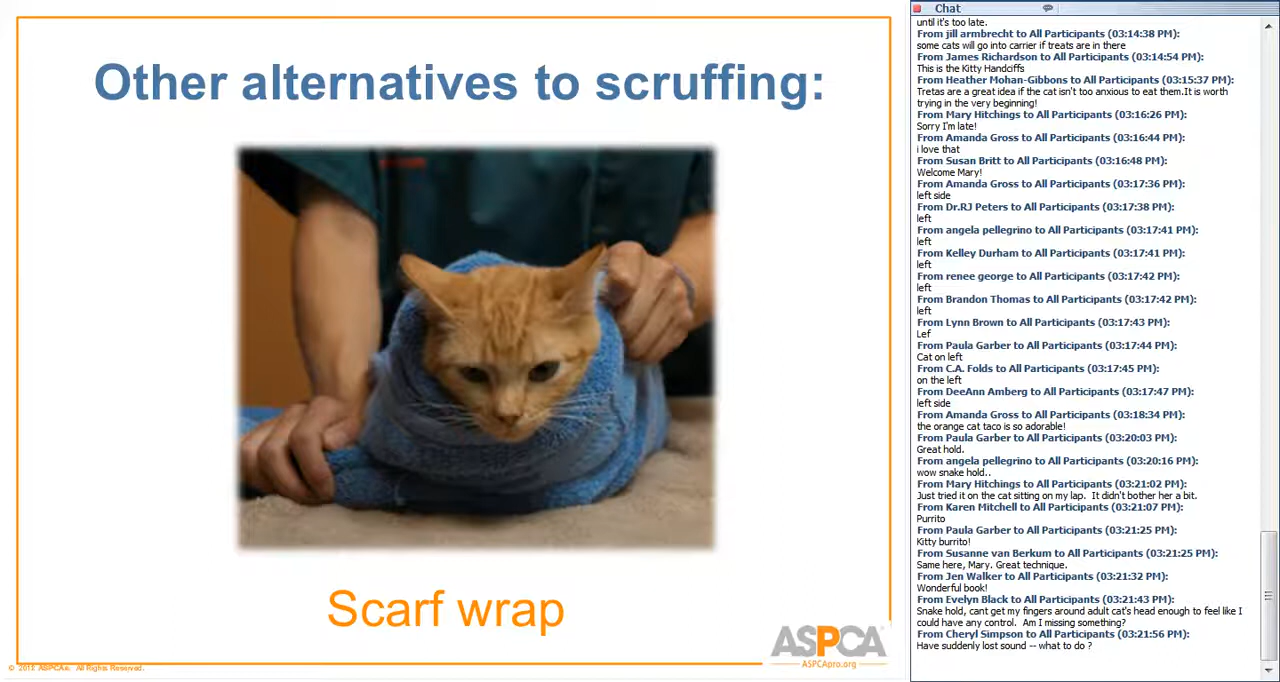 Other alternatives to scruffing:
Scarf wrap
ASPCA
ASPCApro.org
© 2011 ASPCA®. All Rights Reserved.
Chat
until it's too late.
From jill armbrecht to All Participants (03:14:38 PM):
some cats will go into carrier if treats are in there
From James Richardson to All Participants (03:14:54 PM):
This is the Kitty Handciffs
From Heather Mohan-Gibbons to All Participants (03:15:37 PM):
Tretas are a great idea if the cat isn't too anxious to eat them.It is worth
trying in the very beginning!
From Mary Hitchings to All Participants (03:16:26 PM):
Sorry I'm late!
From Amanda Gross to All Participants (03:16:44 PM):
i love that
From Susan Britt to All Participants (03:16:48 PM):
Welcome Mary!
From Amanda Gross to All Participants (03:17:36 PM):
left side
From Dr.RJ Peters to All Participants (03:17:38 PM):
left
From angela pellegrino to All Participants (03:17:41 PM):
left
From Kelley Durham to All Participants (03:17:41 PM):
left
From renee george to All Participants (03:17:42 PM):
left
From Brandon Thomas to All Participants (03:17:42 PM):
left
From Lynn Brown to All Participants (03:17:43 PM):
Lef
From Paula Garber to All Participants (03:17:44 PM):
Cat on left
From C.A. Folds to All Participants (03:17:45 PM):
on the left
From DeeAnn Amberg to All Participants (03:17:47 PM):
left side
From Amanda Gross to All Participants (03:18:34 PM):
the orange cat taco is so adorable!
From Paula Garber to All Participants (03:20:03 PM):
Great hold.
From angela pellegrino to All Participants (03:20:16 PM):
wow snake hold..
From Mary Hitchings to All Participants (03:21:02 PM):
Just tried it on the cat sitting on my lap.  It didn't bother her a bit.
From Karen Mitchell to All Participants (03:21:07 PM):
Purrito
From Paula Garber to All Participants (03:21:25 PM):
Kitty burrito!
From Susanne van Berkum to All Participants (03:21:25 PM):
Same here, Mary. Great technique.
From Jen Walker to All Participants (03:21:32 PM):
Wonderful book!
From Evelyn Black to All Participants (03:21:43 PM):
Snake hold, cant get my fingers around adult cat's head enough to feel like I
could have any control.  Am I missing something?
From Cheryl Simpson to All Participants (03:21:56 PM):
Have suddenly lost sound -- what to do ?